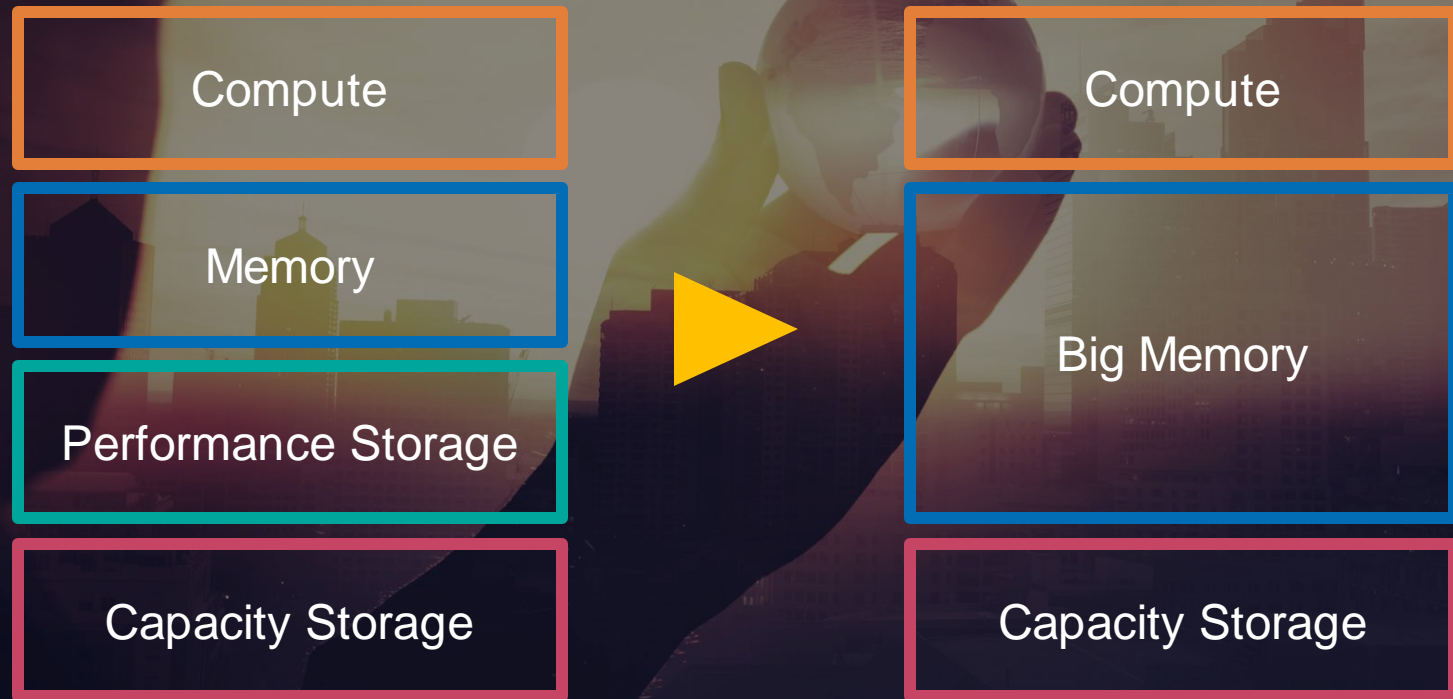 Compute
Memory
Performance Storage
Capacity Storage
Compute
Big Memory
Capacity Storage